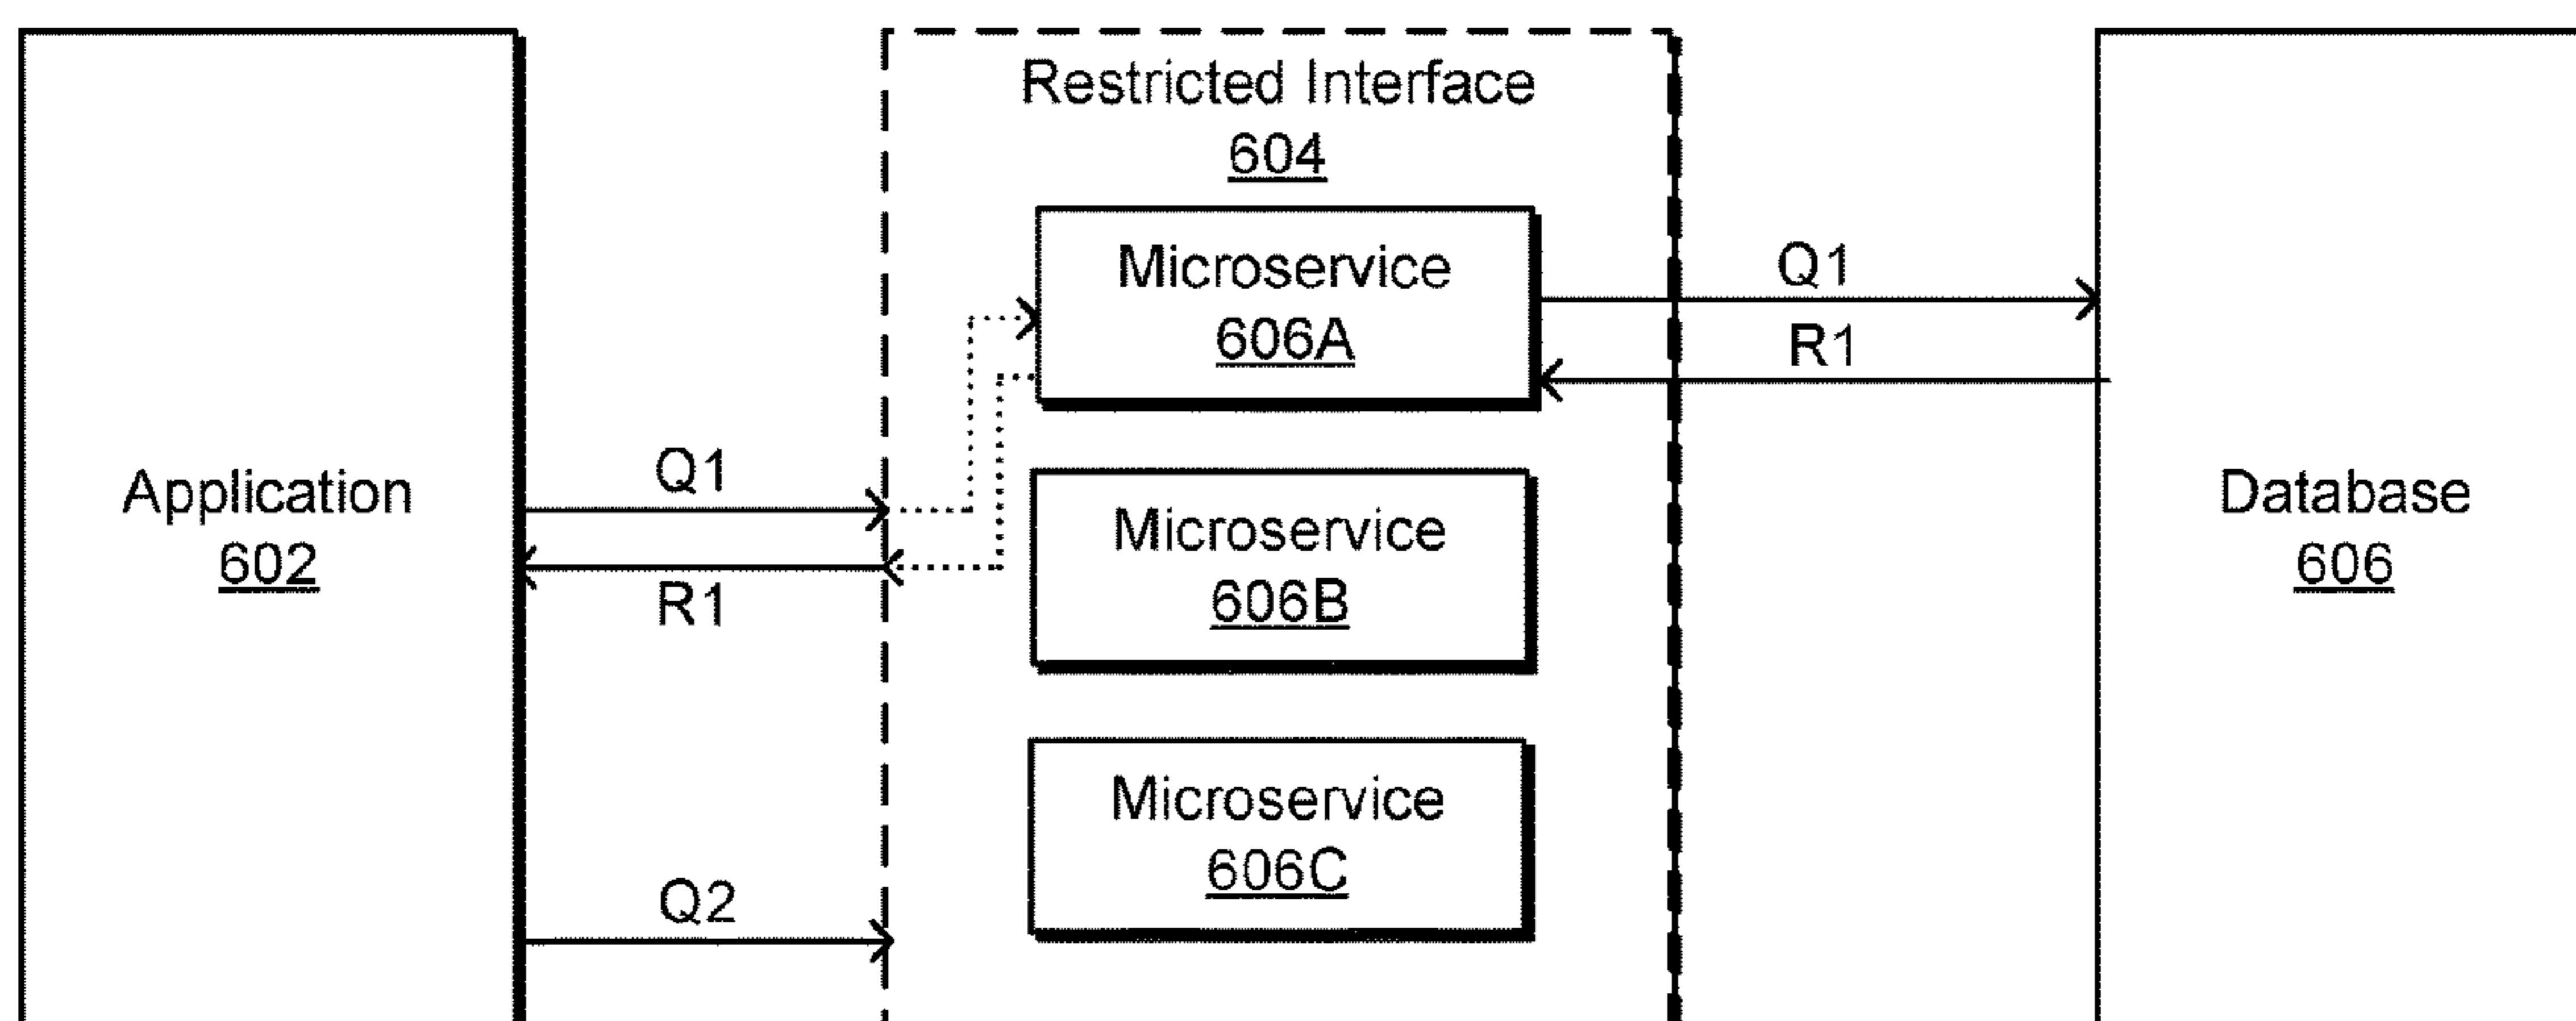 Restricted Interface
604
Microservice
606A
Q1
R1
Application
602
Q1
R1
Microservice
606B
Database
606
Microservice
606C
Q2